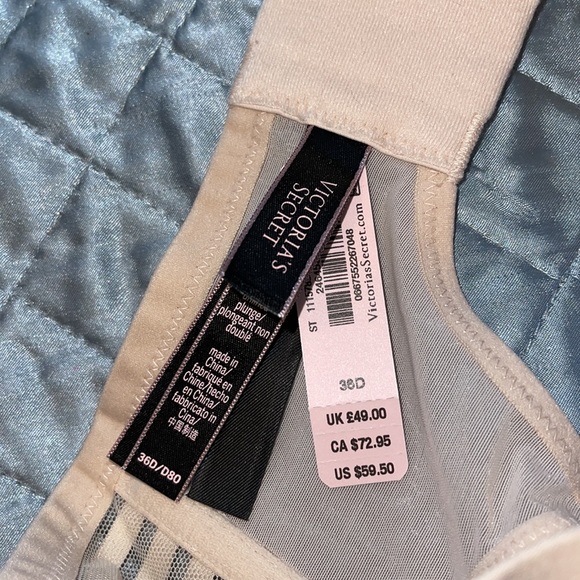 VICTORIA'S
SECRET
plunge/
plongeant non
doublé
made in
China/
fabriqué en
Chine/hecho
en China/
fabbricato in
Cina/
中国制造
36D/D80
ST
0667552267048
VictoriasSecret.com
36D
UK £49.00
CA $72.95
US $59.50